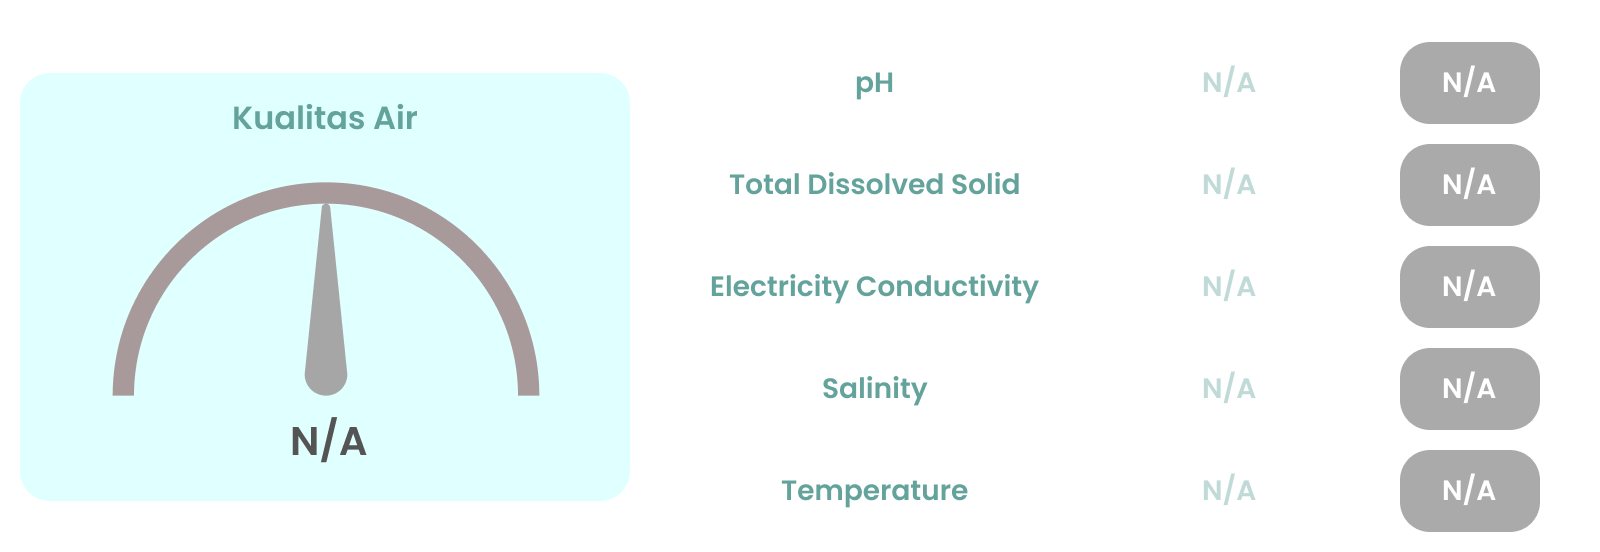 Kualitas Air
N/A
pH N/A N/A
Total Dissolved Solid N/A N/A
Electricity Conductivity N/A N/A
Salinity N/A N/A
Temperature N/A N/A